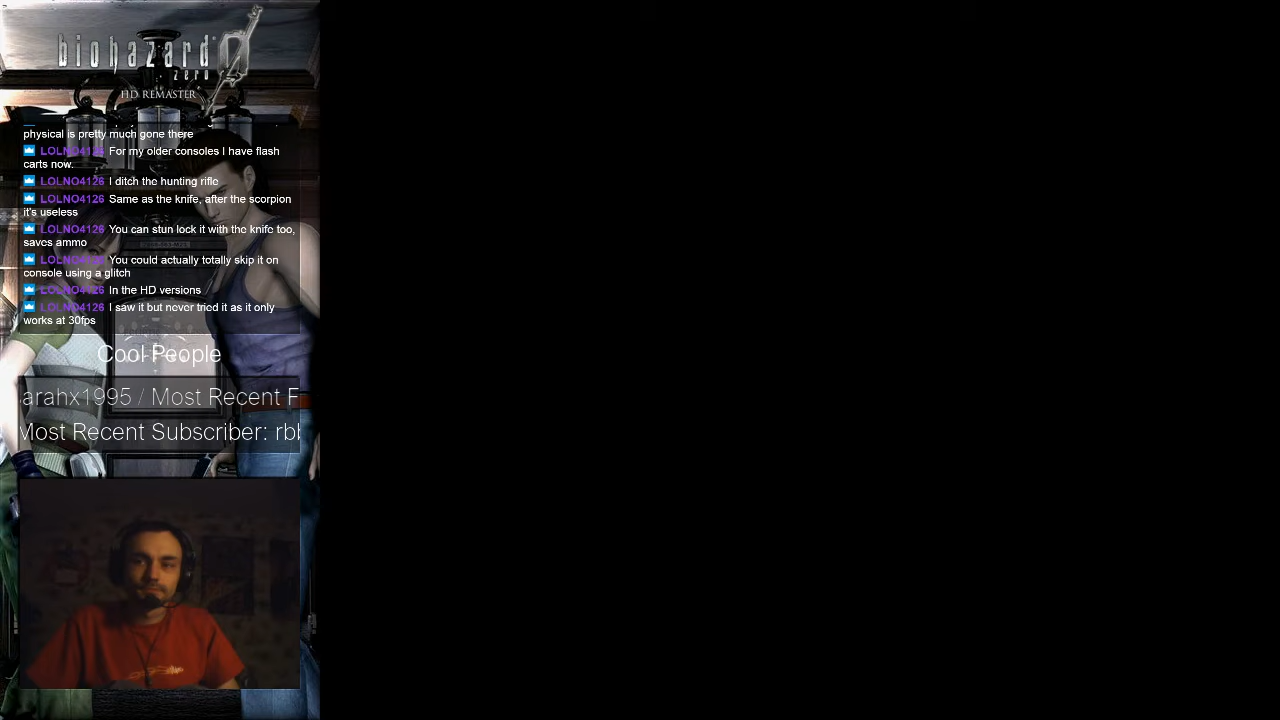 biohazard 0
zero
HD REMASTER
physical is pretty much gone there
LOLNO4126 For my older consoles I have flash
carts now.
LOLNO4126 I ditch the hunting rifle
LOLNO4126 Same as the knife, after the scorpion
it's useless
LOLNO4126 You can stun lock it with the knife too,
saves ammo
LOLNO4126 You could actually totally skip it on
console using a glitch
LOLNO4126 In the HD versions
LOLNO4126 I saw it but never tried it as it only
works at 30fps
Cool People
arahx1995 / Most Recent F
Most Recent Subscriber: rb